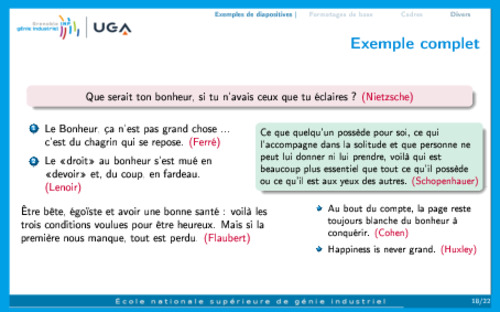 Grenoble INP
génie industriel
UGA
Exemples de diapositives | Personnages de base Cadres Divers
Exemple complet
Que serait ton bonheur, si tu n'avais ceux que tu éclaires ? (Nietzsche)
1 Le Bonheur, ça n'est pas grand chose ...
c'est du chagrin qui se repose. (Ferré)
2 Le «droit» au bonheur s'est mué en
«devoir» et, du coup, en fardeau.
(Lenoir)
Être bête, égoïste et avoir une bonne santé : voilà les
trois conditions voulues pour être heureux. Mais si la
première nous manque, tout est perdu. (Flaubert)
Ce que quelqu'un possède pour soi, ce qui
l'accompagne dans la solitude et que personne ne
peut lui donner ni lui prendre, voilà qui est
beaucoup plus essentiel que tout ce qu'il possède
ou ce qu'il est aux yeux des autres. (Schopenhauer)
Au bout du compte, la page reste
toujours blanche du bonheur à
conquérir. (Cohen)
Happiness is never grand. (Huxley)
École nationale supérieure de génie industriel
18/22